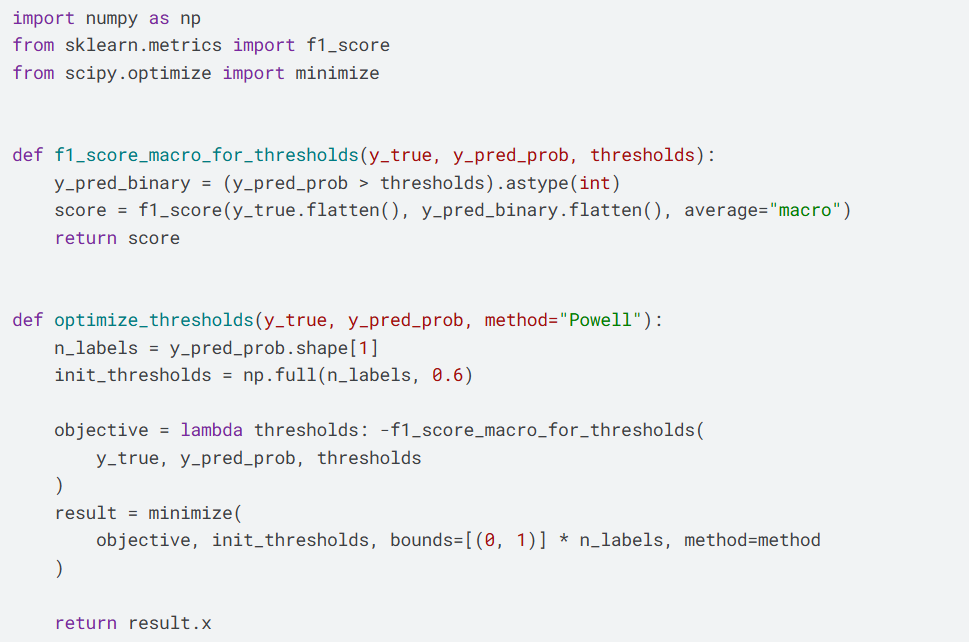 import numpy as np
from sklearn.metrics import f1_score
from scipy.optimize import minimize


def f1_score_macro_for_thresholds(y_true, y_pred_prob, thresholds):
    y_pred_binary = (y_pred_prob > thresholds).astype(int)
    score = f1_score(y_true.flatten(), y_pred_binary.flatten(), average="macro")
    return score


def optimize_thresholds(y_true, y_pred_prob, method="Powell"):
    n_labels = y_pred_prob.shape[1]
    init_thresholds = np.full(n_labels, 0.6)

    objective = lambda thresholds: -f1_score_macro_for_thresholds(
        y_true, y_pred_prob, thresholds
    )
    result = minimize(
        objective, init_thresholds, bounds=[(0, 1)] * n_labels, method=method
    )

    return result.x